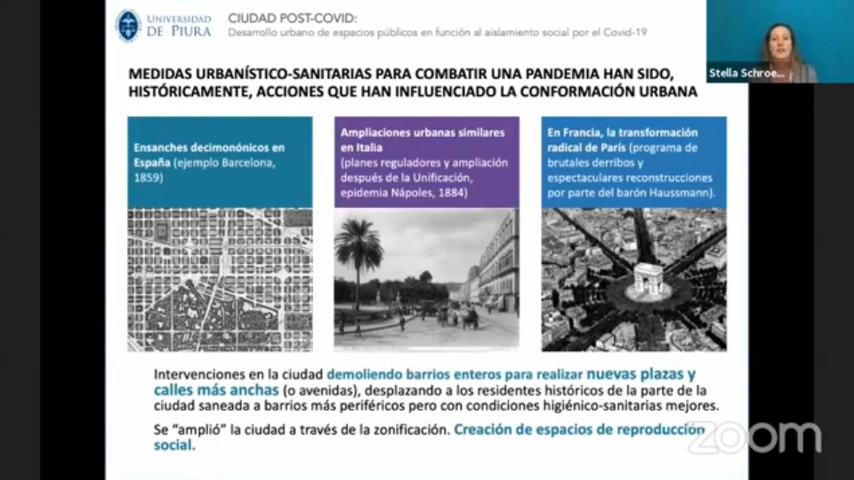 UNIVERSIDAD
DE PIURA
CIUDAD POST-COVID:
Desarrollo urbano de espacios públicos en función al aislamiento social por el Covid-19
Stella Schroe...
MEDIDAS URBANÍSTICO-SANITARIAS PARA COMBATIR UNA PANDEMIA HAN SIDO,
HISTÓRICAMENTE, ACCIONES QUE HAN INFLUENCIADO LA CONFORMACIÓN URBANA
Ensanches decimonónicos en
España (ejemplo Barcelona,
1859)
Ampliaciones urbanas similares
en Italia
(planes reguladores y ampliación
después de la Unificación,
epidemia Nápoles, 1884)
En Francia, la transformación
radical de París (programa de
brutales derribos y
espectaculares reconstrucciones
por parte del barón Haussmann).
Intervenciones en la ciudad demoliendo barrios enteros para realizar nuevas plazas y
calles más anchas (o avenidas), desplazando a los residentes históricos de la parte de la
ciudad saneada a barrios más periféricos pero con condiciones higiénico-sanitarias mejores.
Se “amplió” la ciudad a través de la zonificación. Creación de espacios de reproducción
social.
zoom